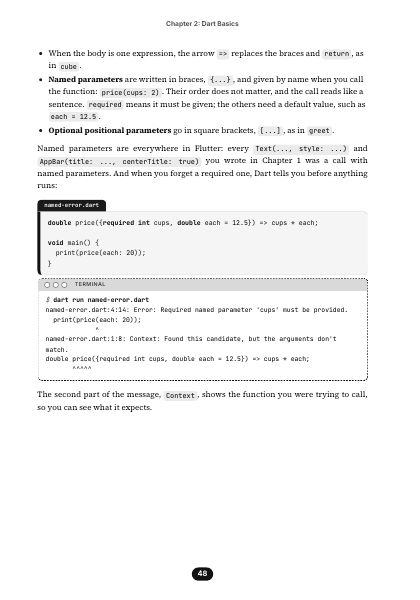 Chapter 2: Dart Basics
• When the body is one expression, the arrow => replaces the braces and return, as
in cube.
• Named parameters are written in braces, {...}, and given by name when you call
the function: price(cups: 2). Their order does not matter, and the call reads like a
sentence. required means it must be given; the others need a default value, such as
each = 12.5.
• Optional positional parameters go in square brackets, [...], as in greet.
Named parameters are everywhere in Flutter: every Text(..., style: ...) and
AppBar(title: ..., centerTitle: true) you wrote in Chapter 1 was a call with
named parameters. And when you forget a required one, Dart tells you before anything
runs:
named-error.dart
double price({required int cups, double each = 12.5}) => cups * each;
void main() {
print(price(each: 20));
}
TERMINAL
$ dart run named-error.dart
named-error.dart:4:14: Error: Required named parameter 'cups' must be provided.
print(price(each: 20));
^
named-error.dart:1:8: Context: Found this candidate, but the arguments don't
match.
double price({required int cups, double each = 12.5}) => cups * each;
^^^^^
The second part of the message, Context, shows the function you were trying to call,
so you can see what it expects.
48